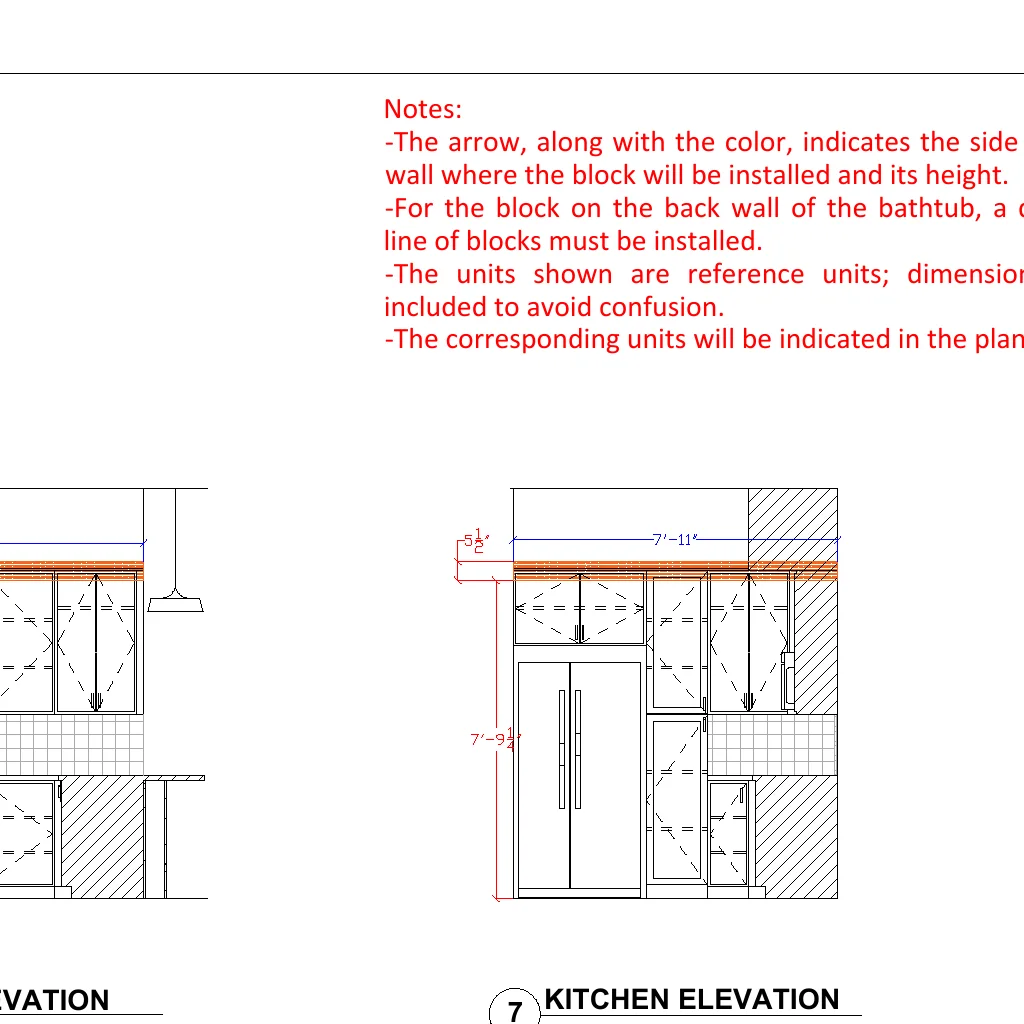 Notes:
-The arrow, along with the color, indicates the side
wall where the block will be installed and its height.
-For the block on the back wall of the bathtub, a
line of blocks must be installed.
-The units shown are reference units;
included to avoid confusion.
-The corresponding units will be indicated in the
5 1/2"
7'-11"
7'-9 1/4"
KITCHEN ELEVATION
7